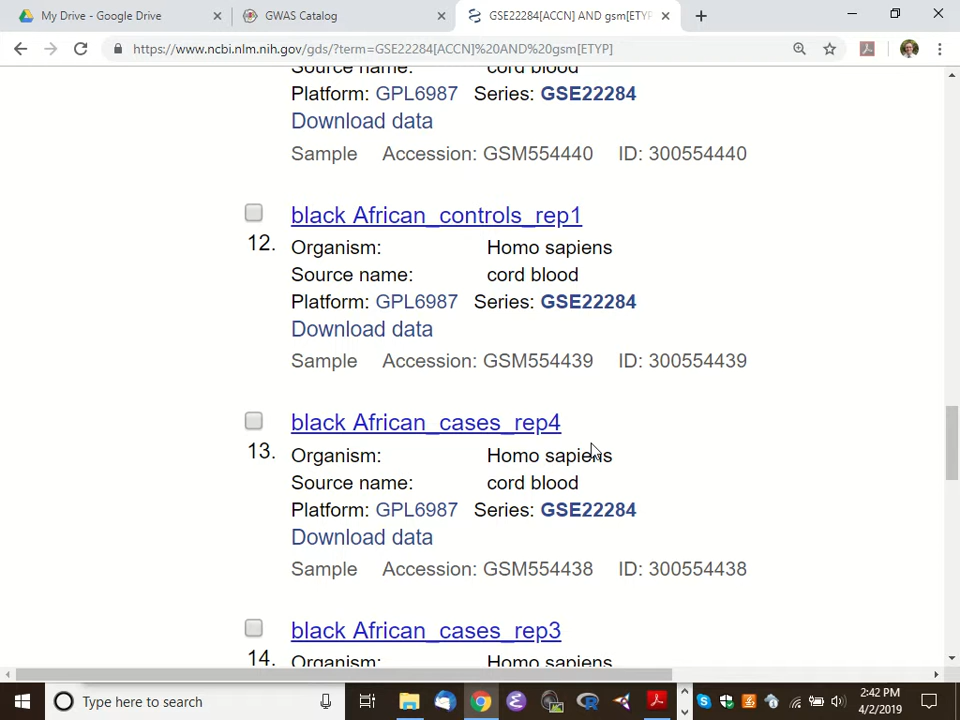 My Drive - Google Drive
GWAS Catalog
GSE22284[ACCN] AND gsm[ETYP]
https://www.ncbi.nlm.nih.gov/gds/?term=GSE22284[ACCN]%20AND%20gsm[ETYP]
Source name: cord blood
Platform: GPL6987 Series: GSE22284
Download data
Sample Accession: GSM554440 ID: 300554440
black African_controls_rep1
12. Organism: Homo sapiens
Source name: cord blood
Platform: GPL6987 Series: GSE22284
Download data
Sample Accession: GSM554439 ID: 300554439
black African_cases_rep4
13. Organism: Homo sapiens
Source name: cord blood
Platform: GPL6987 Series: GSE22284
Download data
Sample Accession: GSM554438 ID: 300554438
black African_cases_rep3
14. Organism: Homo sapiens
Type here to search
2:42 PM
4/2/2019